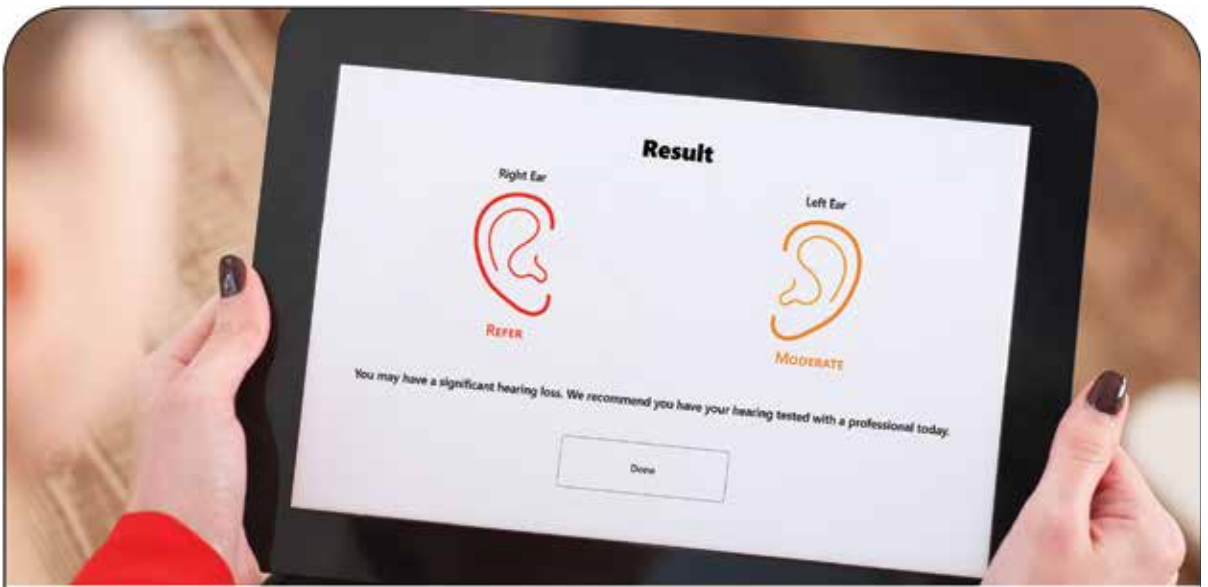 Result
Right Ear
Left Ear
REFER
MODERATE
You may have a significant hearing loss. We recommend you have your hearing tested with a professional today.
Done